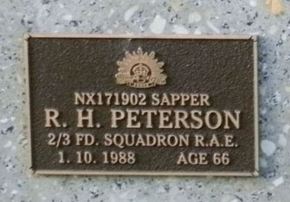 NX171902 SAPPER
R. H. PETERSON
2/3 FD. SQUADRON R.A.E.
1. 10. 1988 AGE 66